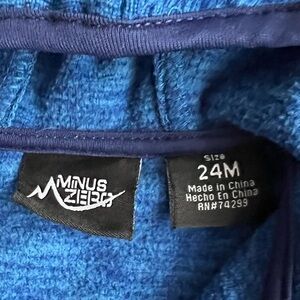 MINUS
ZERO
Size
24M
Made in China
Hecho En China
RN#74299